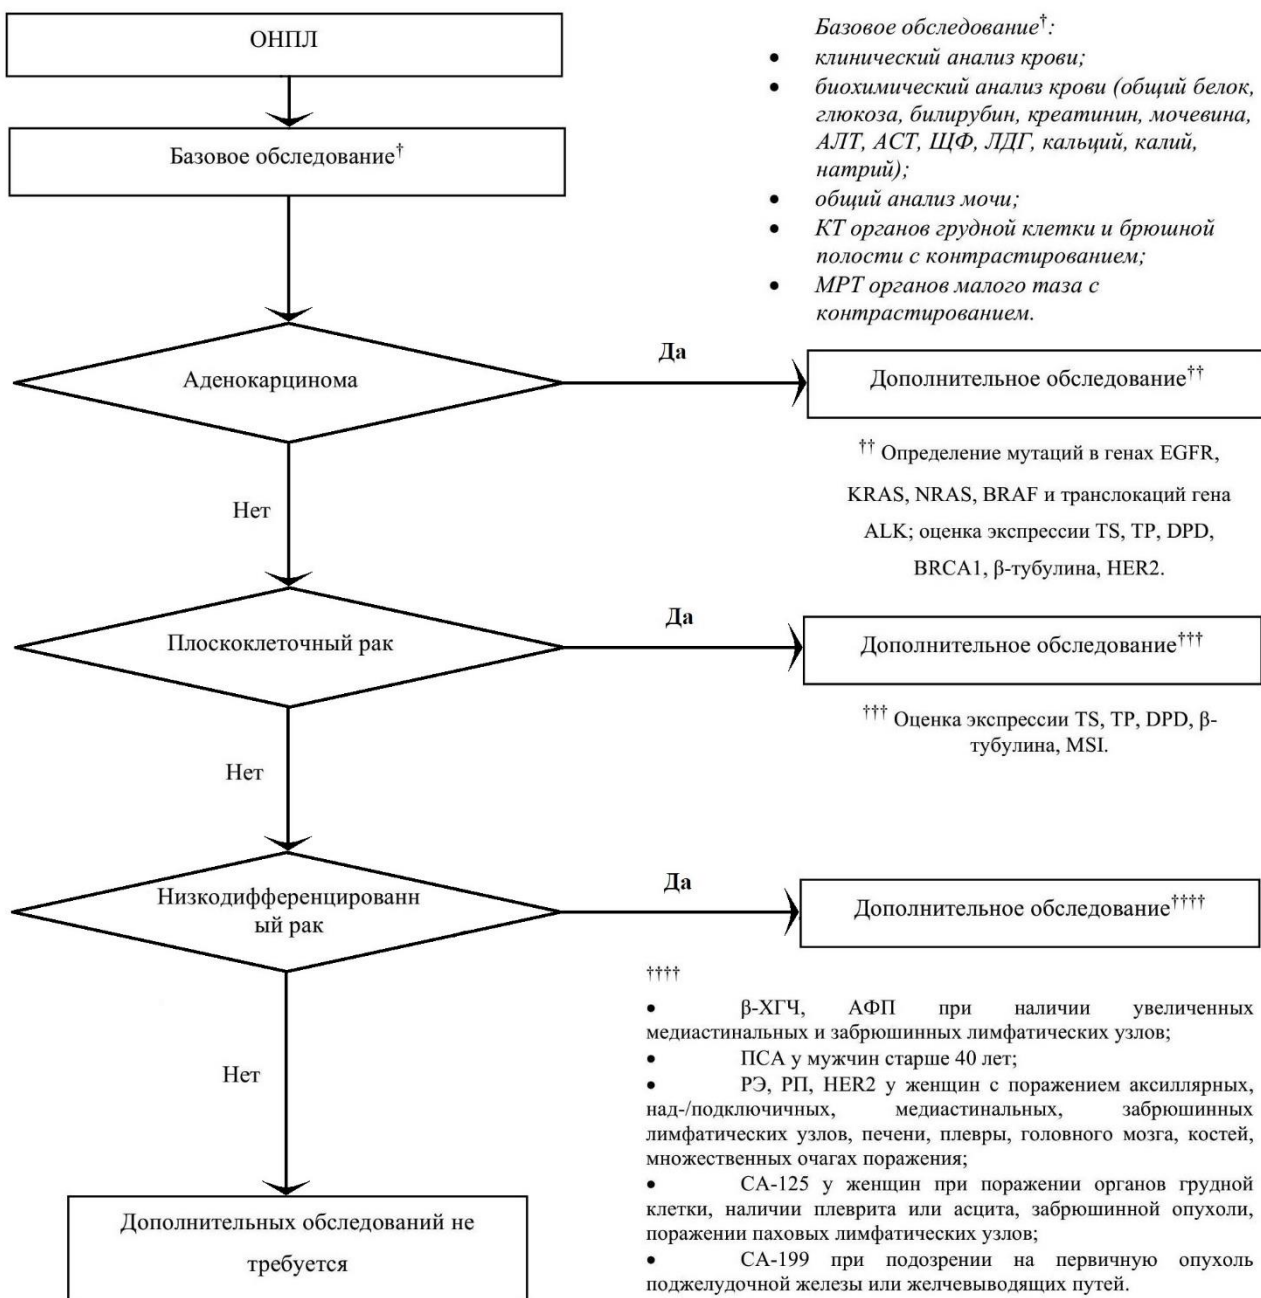 ОНПЛ
Базовое обследование†
Базовое обследование†:
• клинический анализ крови;
• биохимический анализ крови (общий белок,
глюкоза, билирубин, креатинин, мочевина,
АЛТ, АСТ, ЩФ, ЛДГ, кальций, калий,
натрий);
• общий анализ мочи;
• КТ органов грудной клетки и брюшной
полости с контрастированием;
• МРТ органов малого таза с
контрастированием.
Аденокарцинома
Да
Дополнительное обследование††
†† Определение мутаций в генах EGFR,
KRAS, NRAS, BRAF и транслокаций гена
ALK; оценка экспрессии TS, TP, DPD,
BRCA1, β-тубулина, HER2.
Нет
Плоскоклеточный рак
Да
Дополнительное обследование†††
††† Оценка экспрессии TS, TP, DPD, β-
тубулина, MSI.
Нет
Низкодифференцированн
ый рак
Да
Дополнительное обследование††††
††††
• β-ХГЧ, АФП при наличии увеличенных
медиастинальных и забрюшинных лимфатических узлов;
• ПСА у мужчин старше 40 лет;
• РЭ, РП, HER2 у женщин с поражением аксиллярных,
над-/подключичных, медиастинальных, забрюшинных
лимфатических узлов, печени, плевры, головного мозга, костей,
множественных очагах поражения;
• СА-125 у женщин при поражении органов грудной
клетки, наличии плеврита или асцита, забрюшинной опухоли,
поражении паховых лимфатических узлов;
• СА-199 при подозрении на первичную опухоль
поджелудочной железы или желчевыводящих путей.
Нет
Дополнительных обследований не
требуется